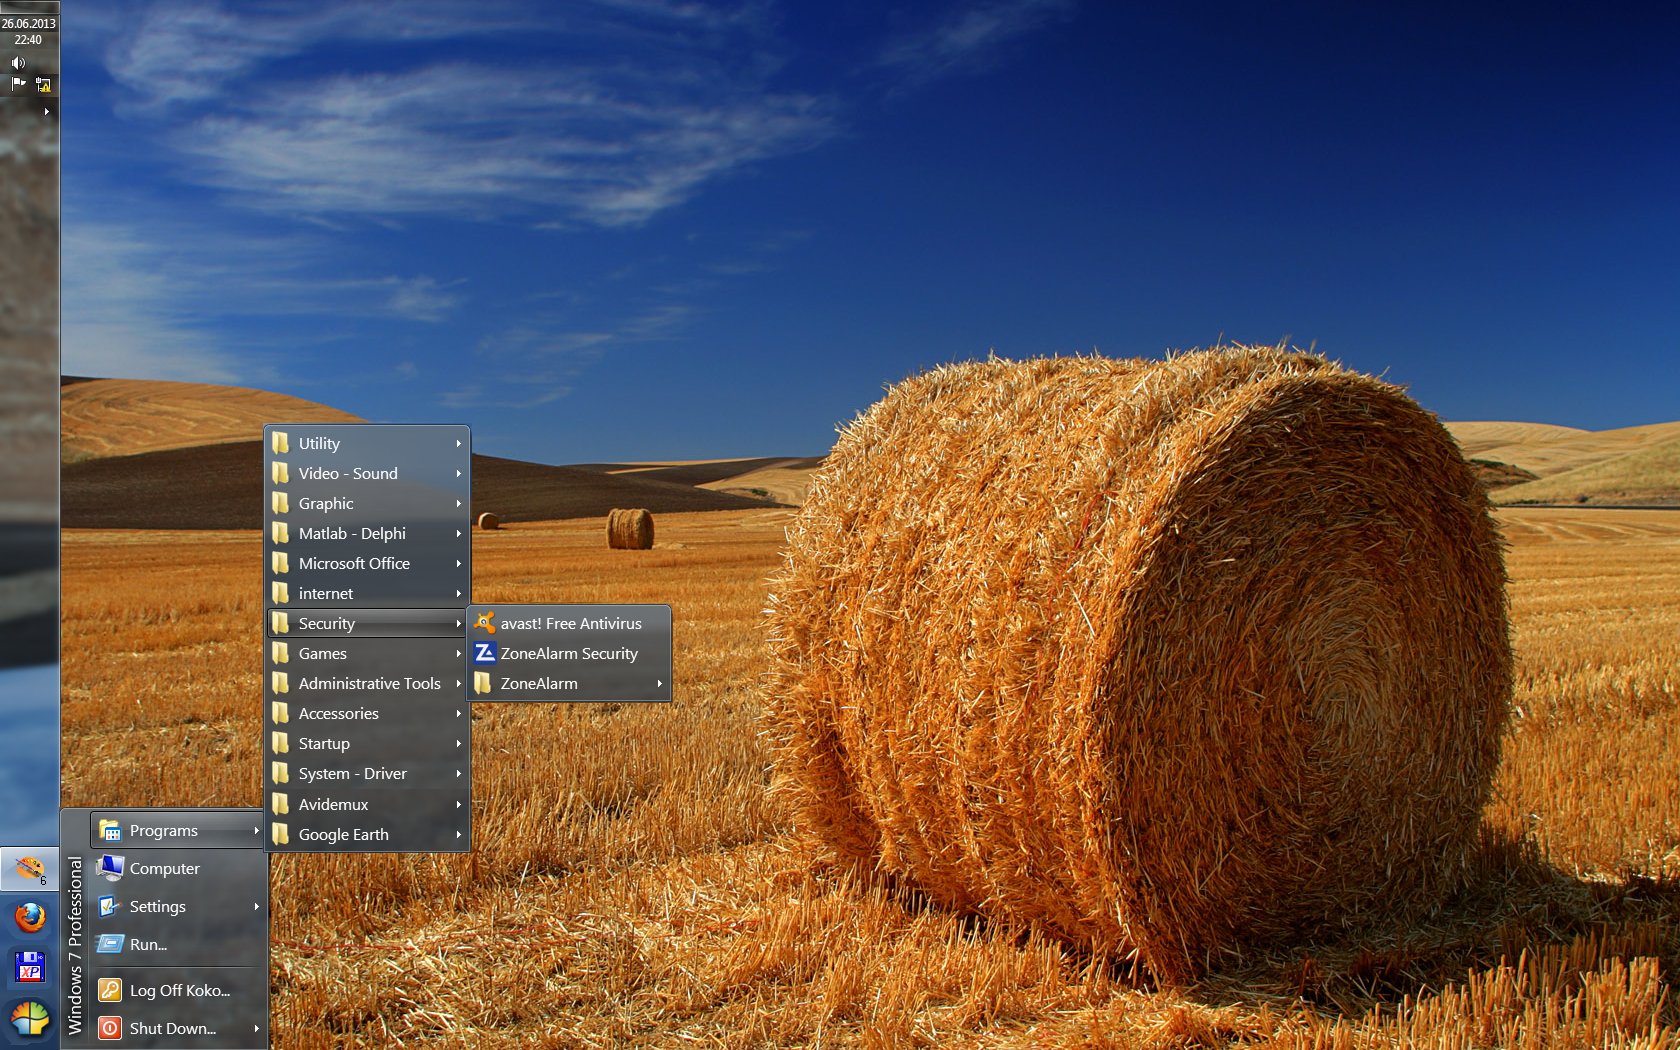 26.06.2013
22:40
Utility
Video - Sound
Graphic
Matlab - Delphi
Microsoft Office
internet
Security
Games
Administrative Tools
Accessories
Startup
System - Driver
Avidemux
Google Earth
avast! Free Antivirus
ZoneAlarm Security
ZoneAlarm
Programs
Computer
Settings
Run...
Log Off Koko...
Shut Down...
Windows 7 Professional
6
XP